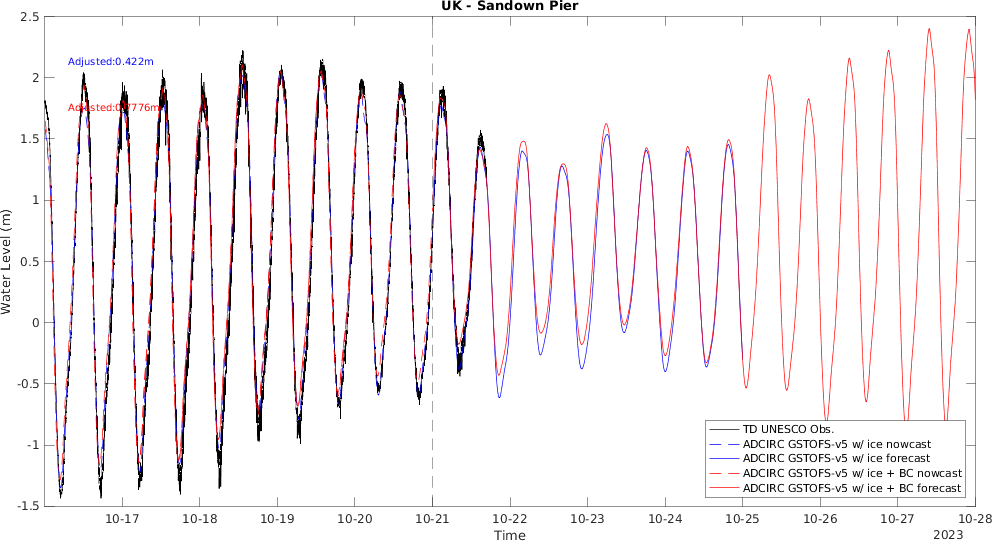 UK - Sandown Pier
2.5
2
1.5
1
0.5
0
-0.5
-1
-1.5
Water Level (m)
Adjusted:0.422m
10-17
10-18
10-19
10-20
10-21
10-22
10-23
10-24
10-25
10-26
10-27
10-28
Time
2023
TD UNESCO Obs.
ADCIRC GSTOFS-v5 w/ ice nowcast
ADCIRC GSTOFS-v5 w/ ice forecast
ADCIRC GSTOFS-v5 w/ ice + BC nowcast
ADCIRC GSTOFS-v5 w/ ice + BC forecast